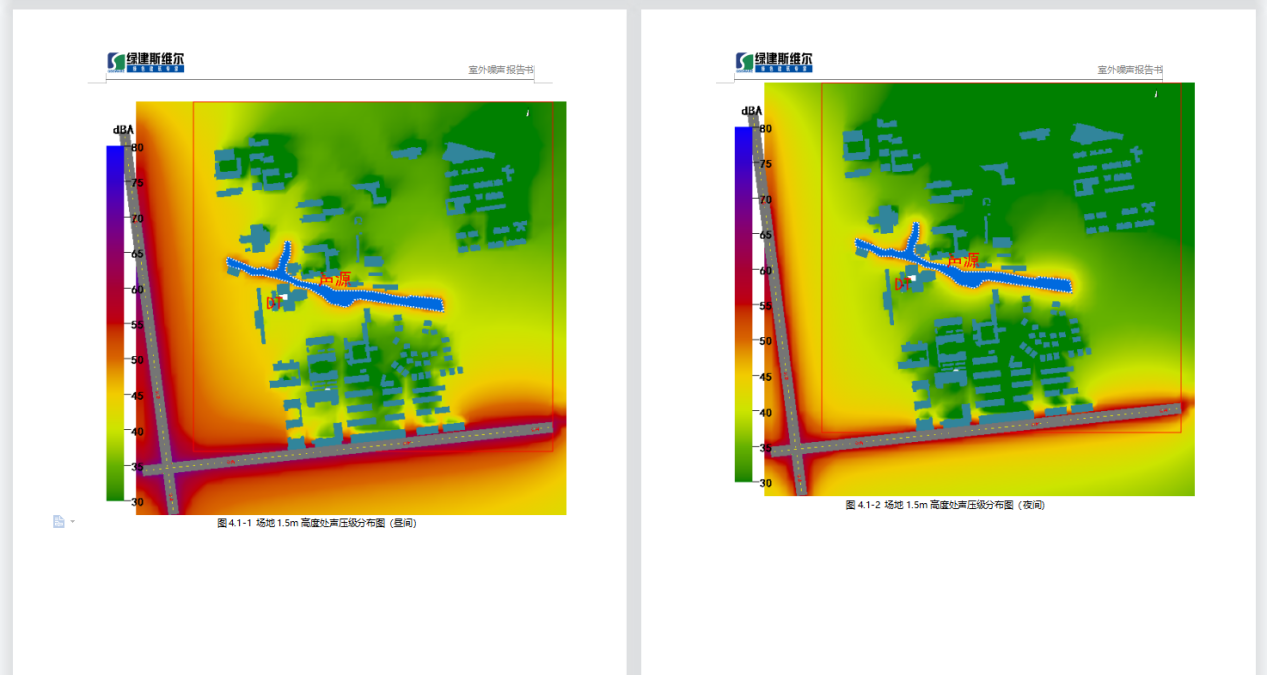 绿建斯维尔
室外噪声报告书
dBA
80
75
70
65
60
55
50
45
40
35
30
声源
图 4.1-1 场地 1.5m 高度处声压级分布图（昼间）
绿建斯维尔
室外噪声报告书
dBA
80
75
70
65
60
55
50
45
40
35
30
声源
图 4.1-2 场地 1.5m 高度处声压级分布图（夜间）